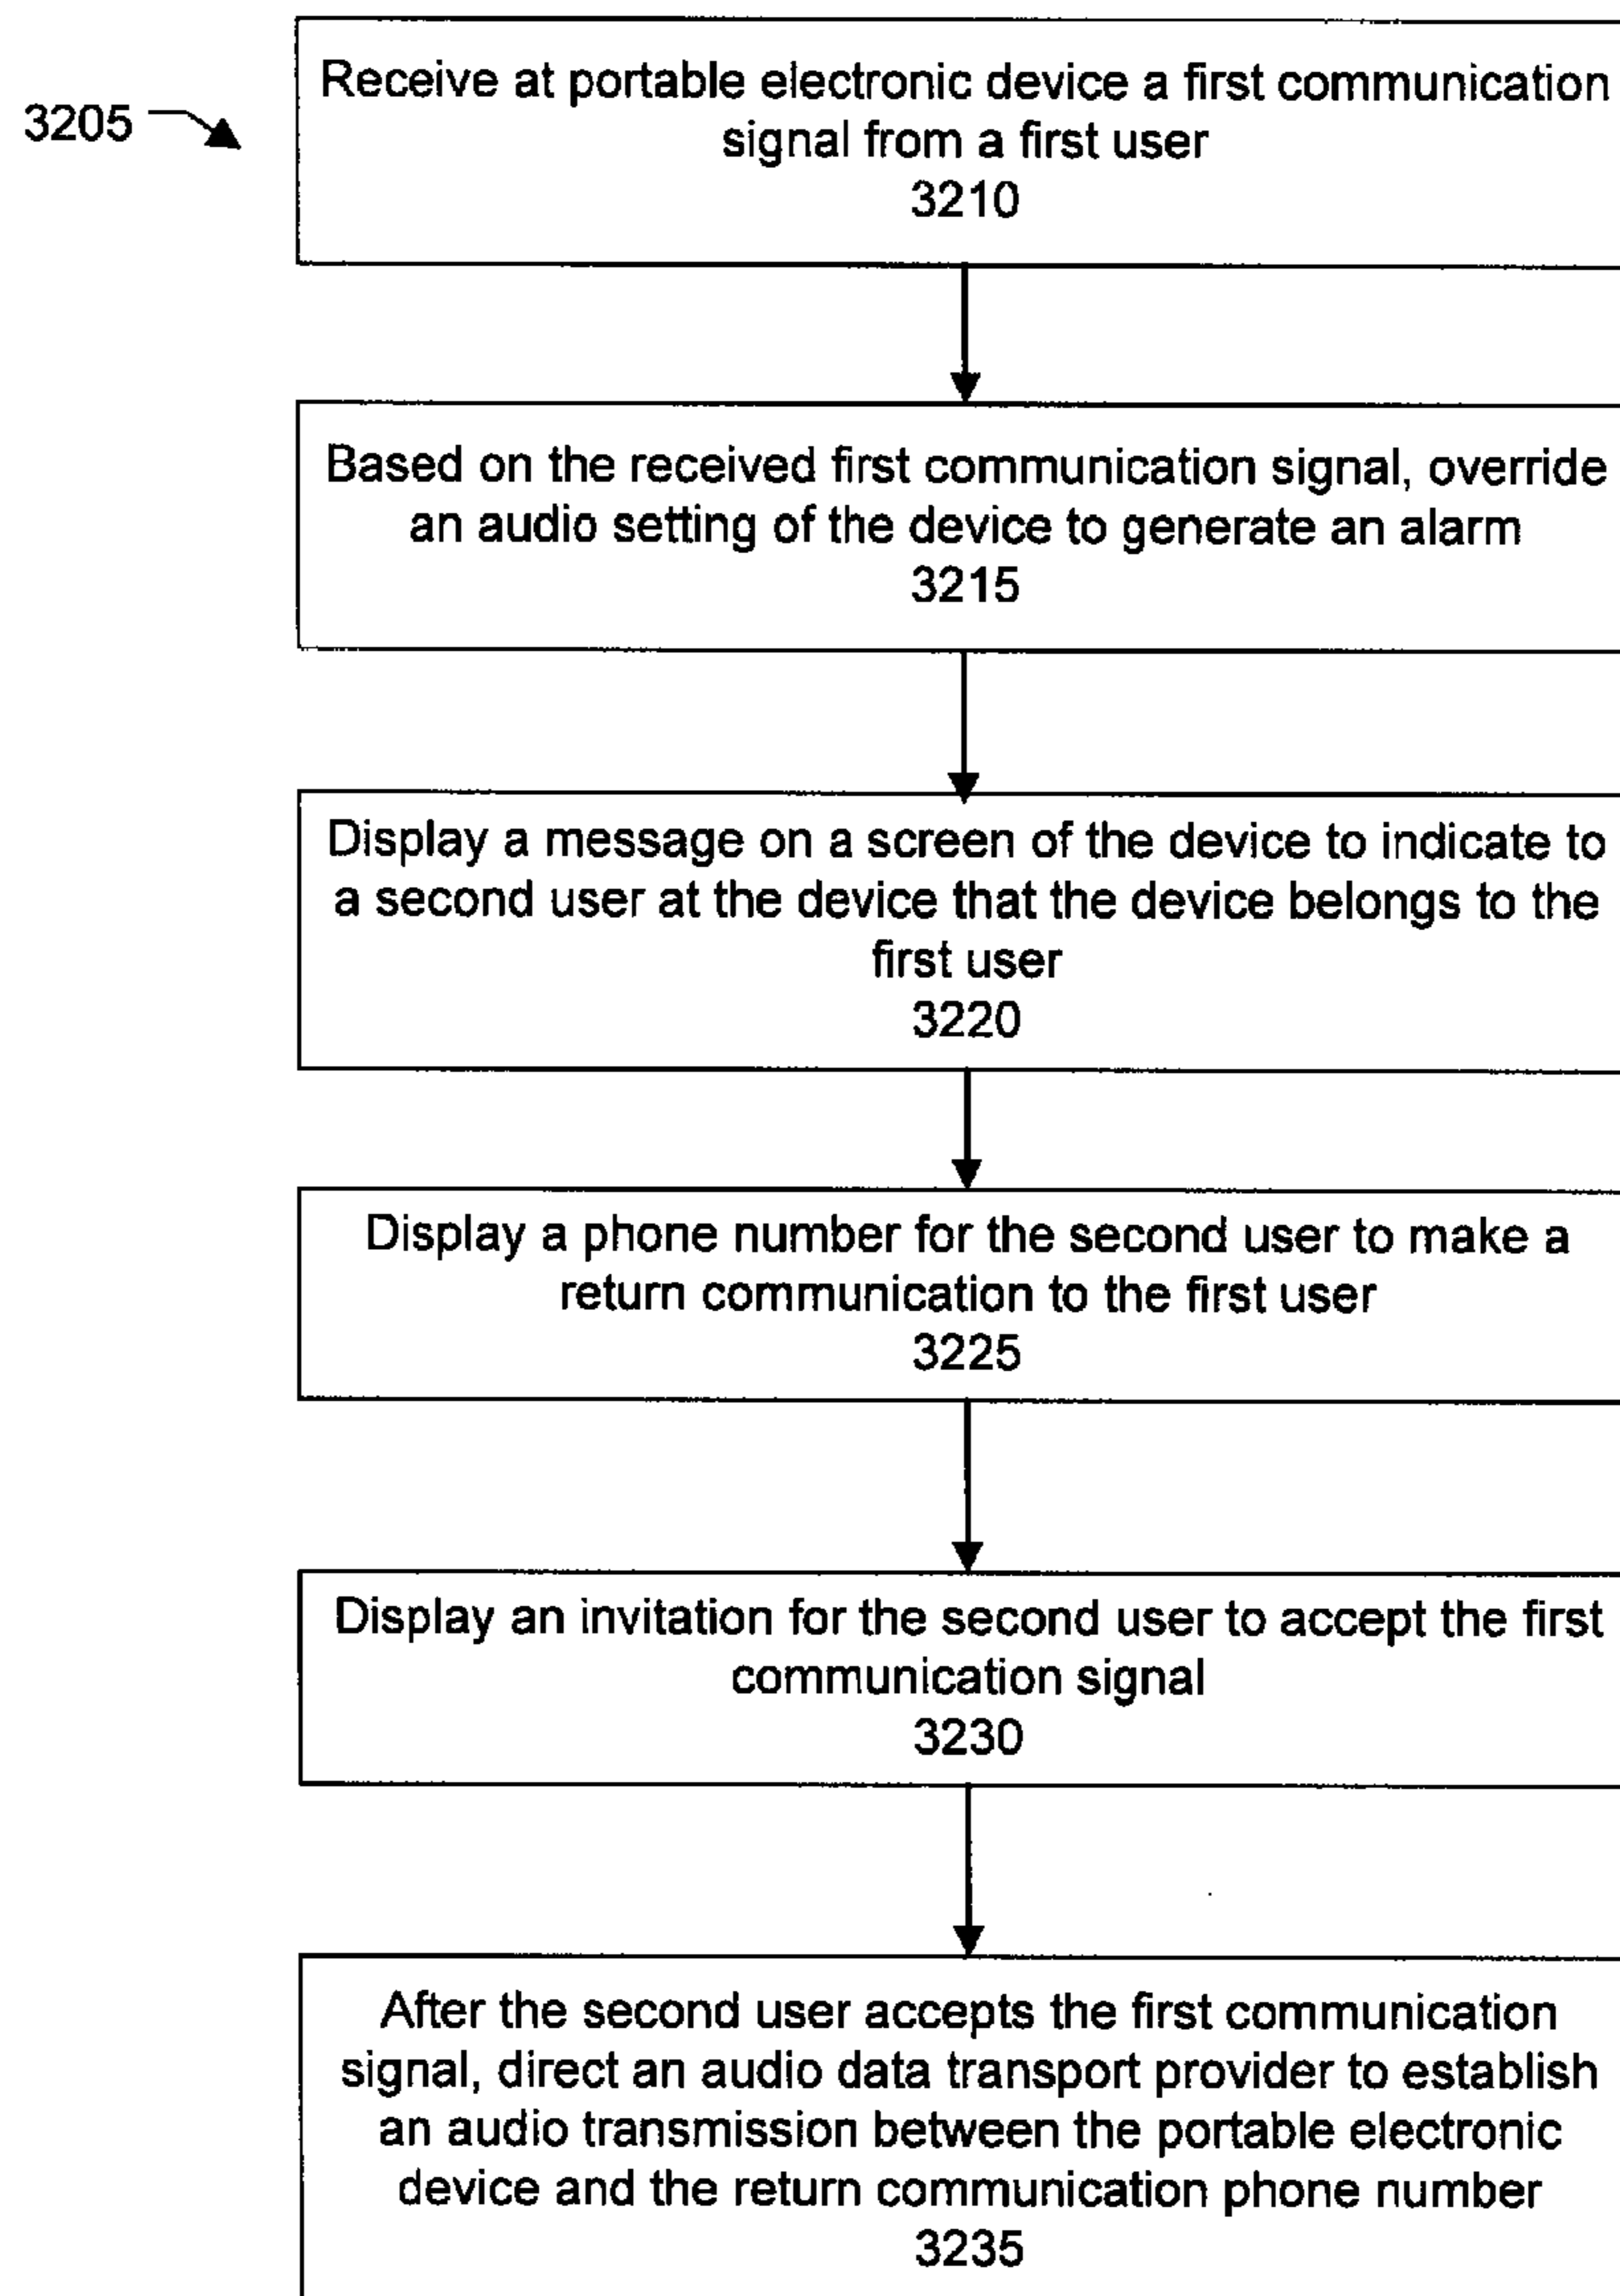 3205
Receive at portable electronic device a first communication
signal from a first user
3210
Based on the received first communication signal, override
an audio setting of the device to generate an alarm
3215
Display a message on a screen of the device to indicate to
a second user at the device that the device belongs to the
first user
3220
Display a phone number for the second user to make a
return communication to the first user
3225
Display an invitation for the second user to accept the first
communication signal
3230
After the second user accepts the first communication
signal, direct an audio data transport provider to establish
an audio transmission between the portable electronic
device and the return communication phone number
3235